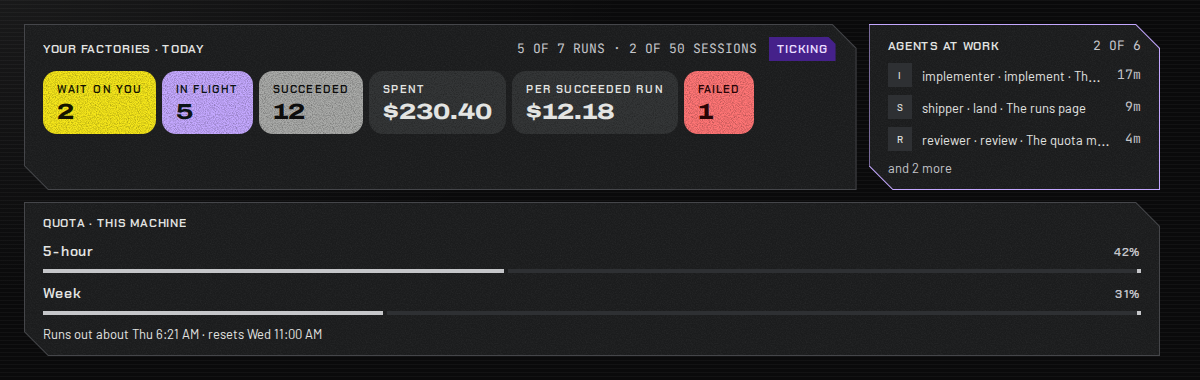 YOUR FACTORIES · TODAY
5 OF 7 RUNS · 2 OF 50 SESSIONS
TICKING
WAIT ON YOU
2
IN FLIGHT
5
SUCCEEDED
12
SPENT
$230.40
PER SUCCEEDED RUN
$12.18
FAILED
1
AGENTS AT WORK
2 OF 6
I implementer · implement · Th... 17m
S shipper · land · The runs page 9m
R reviewer · review · The quota m... 4m
and 2 more
QUOTA · THIS MACHINE
5-hour 42%
Week 31%
Runs out about Thu 6:21 AM · resets Wed 11:00 AM